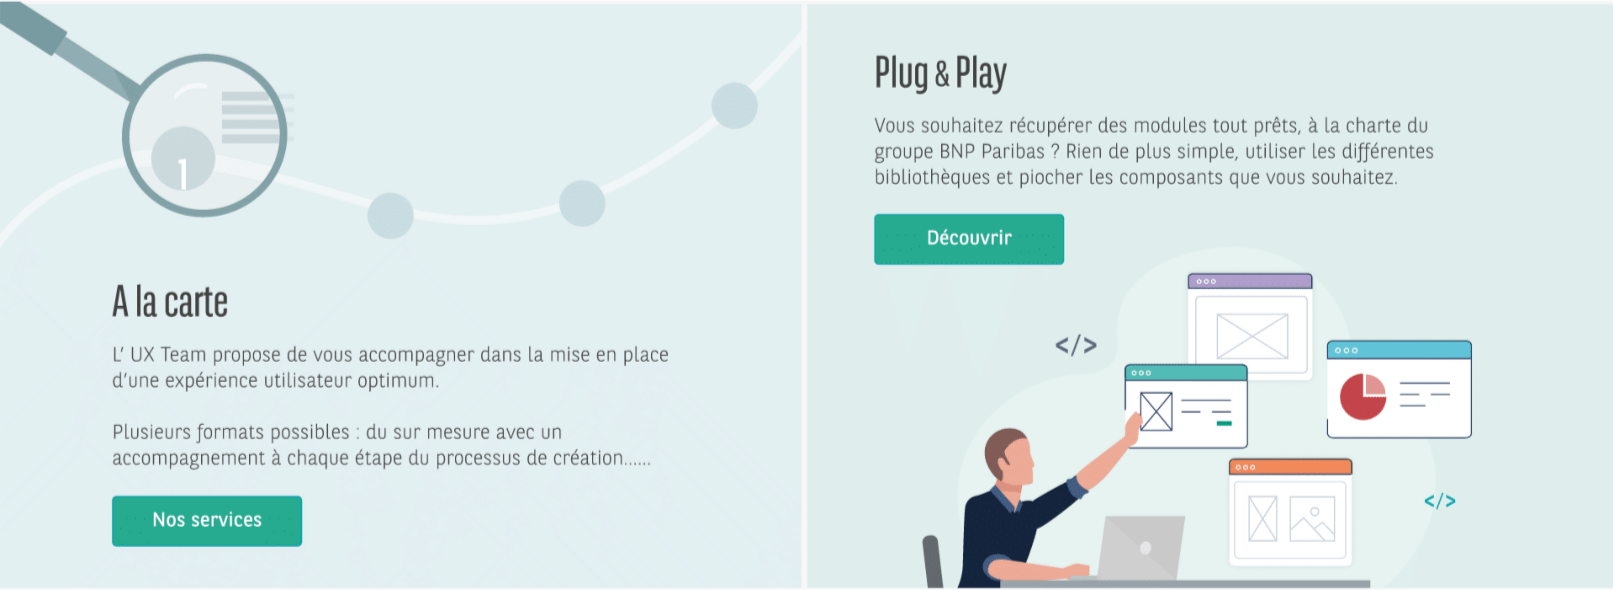 1
A la carte
L' UX Team propose de vous accompagner dans la mise en place
d'une expérience utilisateur optimum.
Plusieurs formats possibles : du sur mesure avec un
accompagnement à chaque étape du processus de création......
Nos services
Plug & Play
Vous souhaitez récupérer des modules tout prêts, à la charte du
groupe BNP Paribas ? Rien de plus simple, utiliser les différentes
bibliothèques et piocher les composants que vous souhaitez.
Découvrir
</>
</>